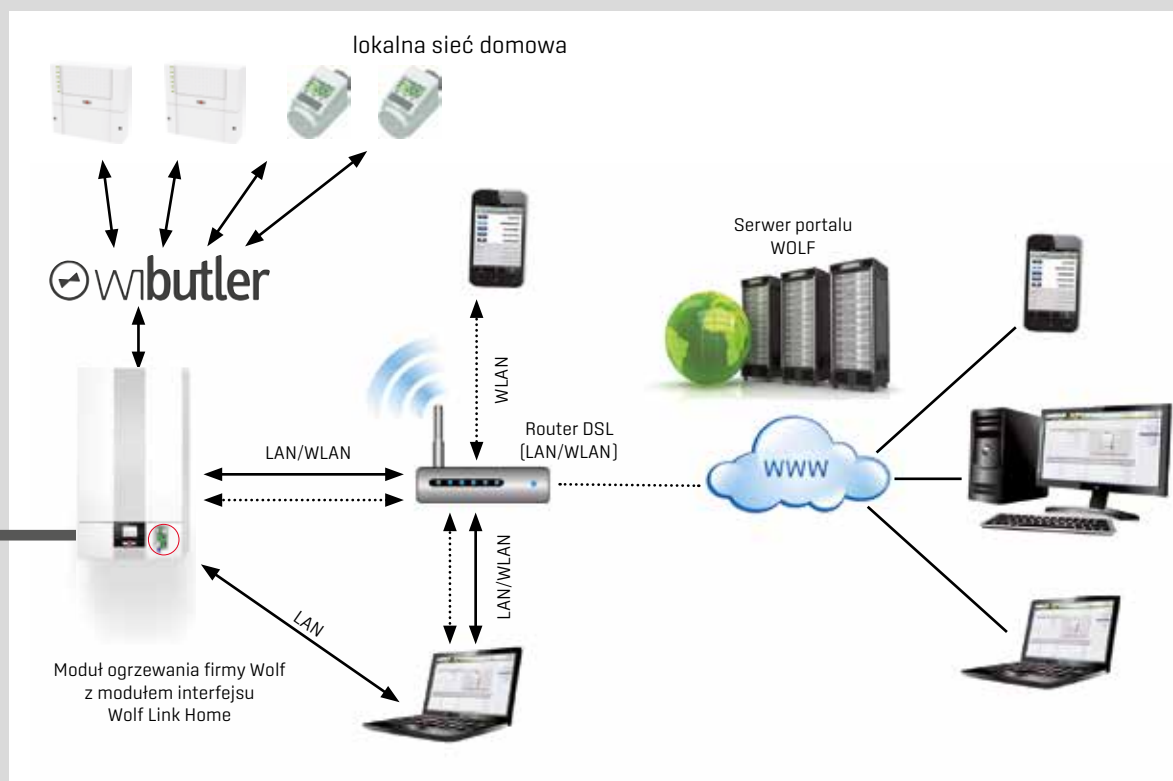 lokalna sieć domowa
wibutler
Serwer portalu
WOLF
WLAN
Router DSL
(LAN/WLAN)
LAN/WLAN
WWW
LAN/WLAN
LAN
Moduł ogrzewania firmy Wolf
z modułem interfejsu
Wolf Link Home